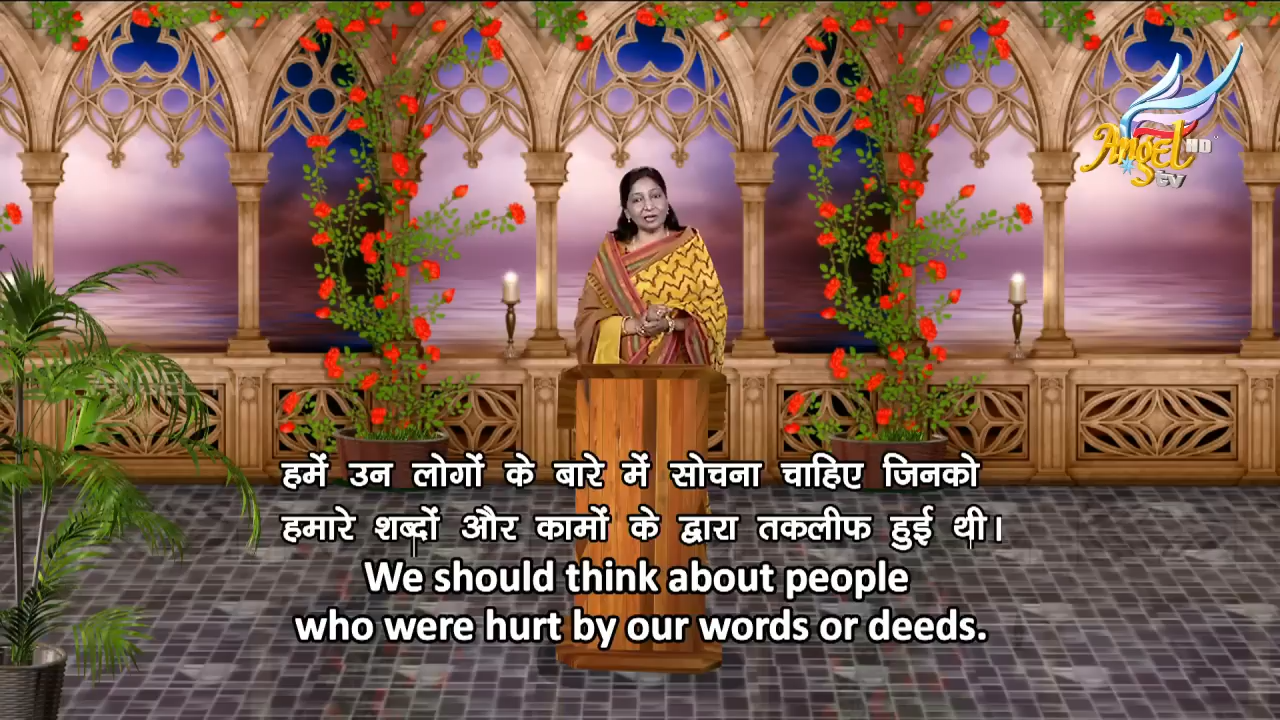 Angel HD
tv
हमें उन लोगों के बारे में सोचना चाहिए जिनको
हमारे शब्दों और कामों के द्वारा तकलीफ हुई थी।
We should think about people
who were hurt by our words or deeds.